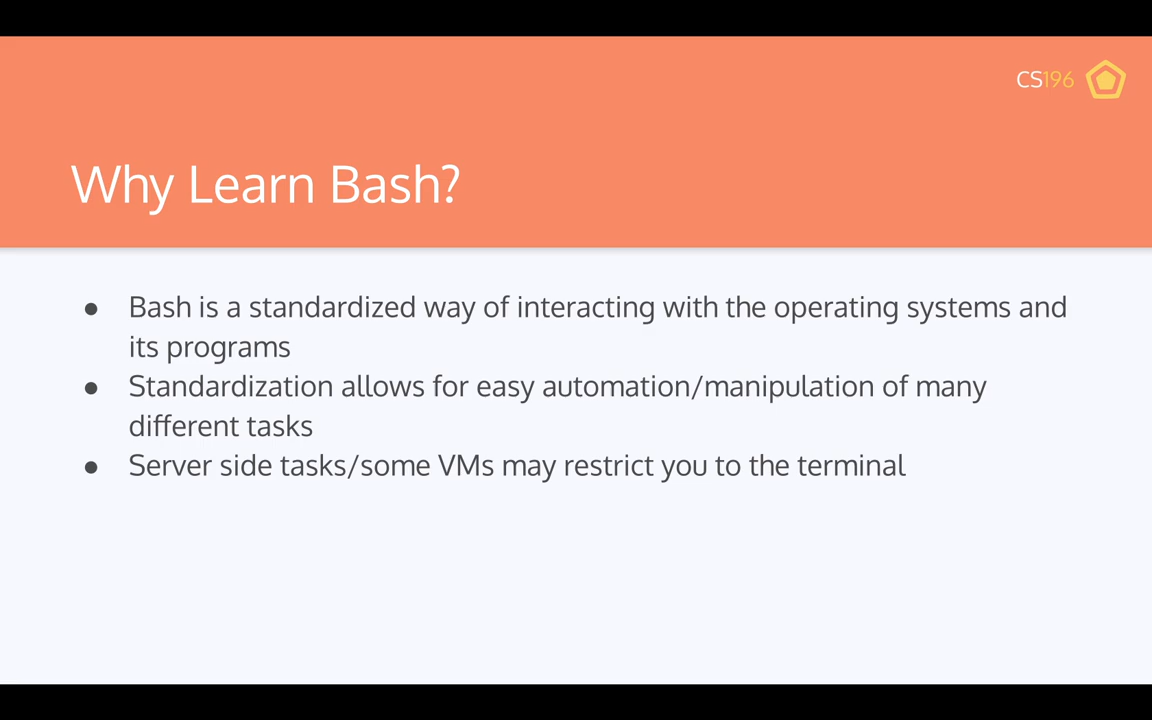 CS196
Why Learn Bash?
● Bash is a standardized way of interacting with the operating systems and
its programs
● Standardization allows for easy automation/manipulation of many
different tasks
● Server side tasks/some VMs may restrict you to the terminal